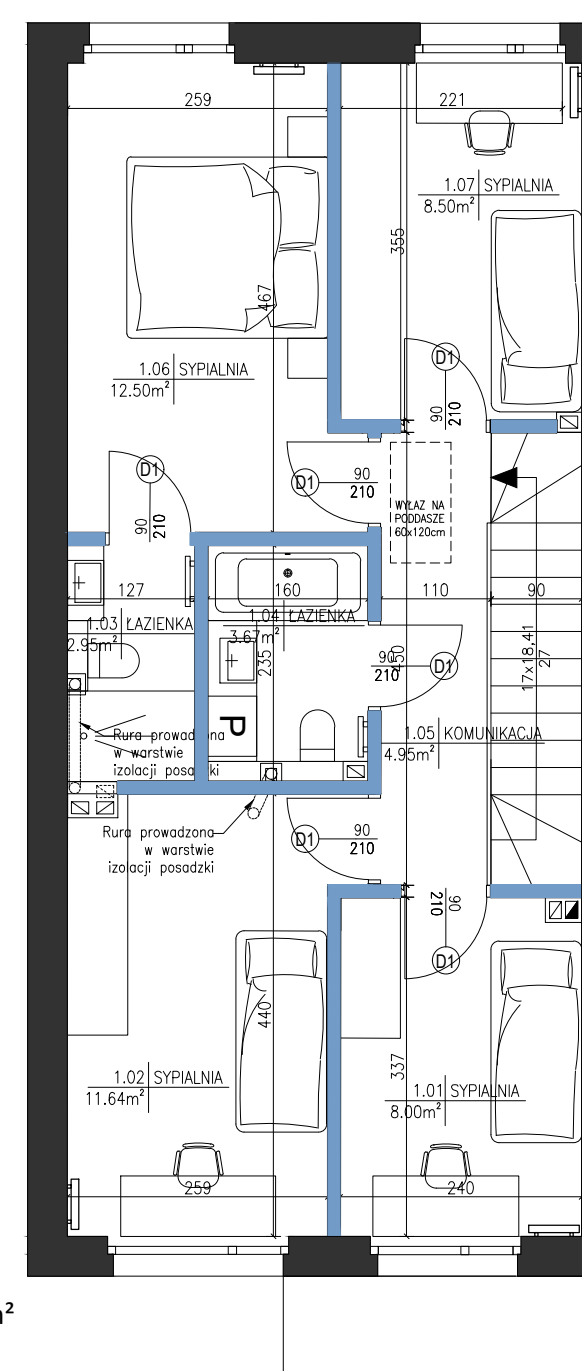 259
221
1.07 SYPIALNIA
8.50m²
355
467
1.06 SYPIALNIA
12.50m²
D1
90
210
D1
90
210
D1
90
210
WYŁAZ NA
PODDASZE
60x120cm
127
160
110
90
1.03 ŁAZIENKA
2.95m²
1.04 ŁAZIENKA
3.67m²
235
90
210
450
D1
17x18,41
27
P
1.05 KOMUNIKACJA
4.95m²
Rura prowadzona
w warstwie
izolacji posadzki
Rura prowadzona
w warstwie
izolacji posadzki
D1
90
210
90
210
D1
440
337
1.02 SYPIALNIA
11.64m²
1.01 SYPIALNIA
8.00m²
259
240